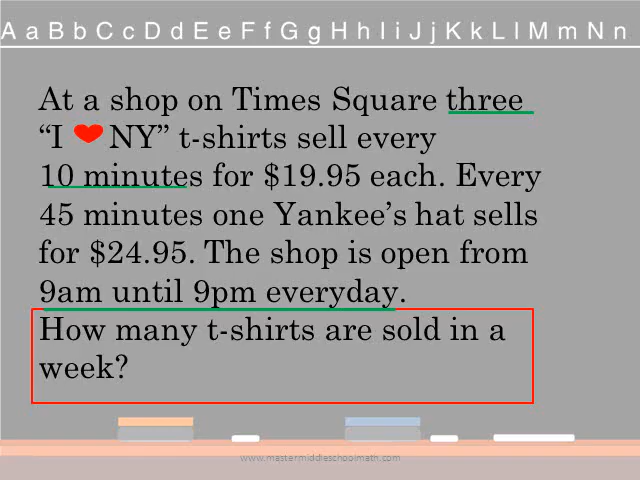 A a B b C c D d E e F f G g H h I i J j K k L l M m N n
At a shop on Times Square three
“I ❤ NY” t-shirts sell every
10 minutes for $19.95 each. Every
45 minutes one Yankee’s hat sells
for $24.95. The shop is open from
9am until 9pm everyday.
How many t-shirts are sold in a
week?
www.mastermiddleschoolmath.com